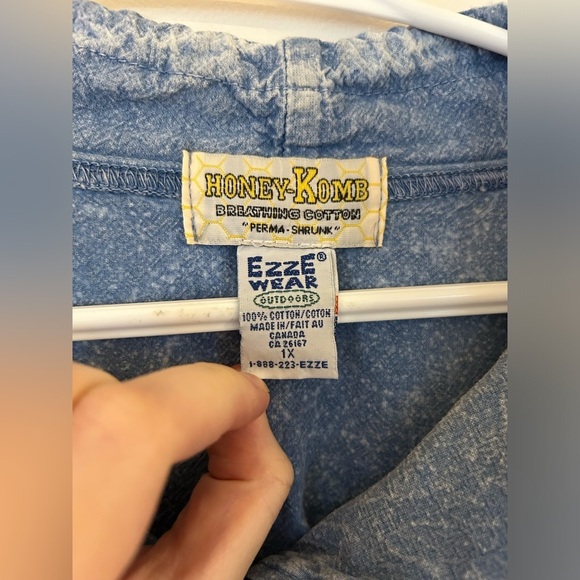 HONEY-KOMB
BREATHING COTTON
"PERMA-SHRUNK"
EZZE®
WEAR
OUTDOORS
100% COTTON/COTON
MADE IN/FAIT AU
CANADA
CA 26167
1X
1-888-223-EZZE